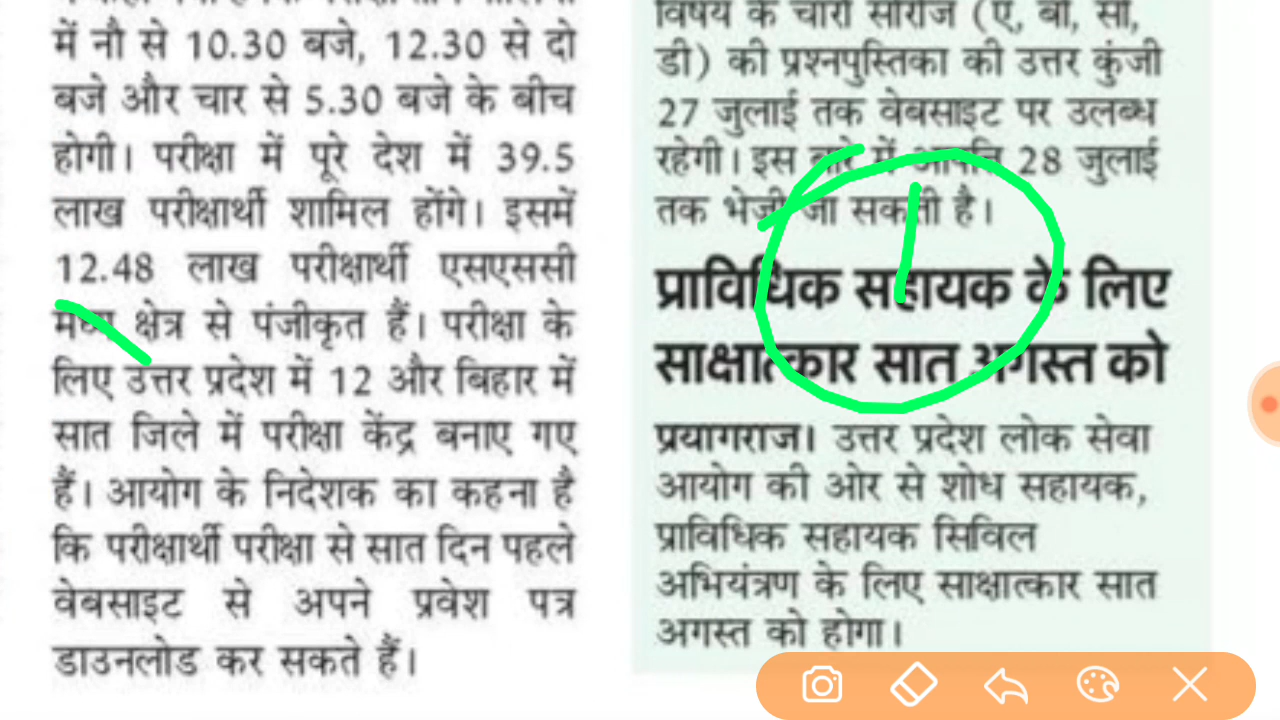 में नौ से 10.30 बजे, 12.30 से दो
बजे और चार से 5.30 बजे के बीच
होगी। परीक्षा में पूरे देश में 39.5
लाख परीक्षार्थी शामिल होंगे। इसमें
12.48 लाख परीक्षार्थी एसएससी
मध्य क्षेत्र से पंजीकृत हैं। परीक्षा के
लिए उत्तर प्रदेश में 12 और बिहार में
सात जिले में परीक्षा केंद्र बनाए गए
हैं। आयोग के निदेशक का कहना है
कि परीक्षार्थी परीक्षा से सात दिन पहले
वेबसाइट से अपने प्रवेश पत्र
डाउनलोड कर सकते हैं।
विषय के चारों सीरीज (ए, बी, सी,
डी) की प्रश्नपुस्तिका की उत्तर कुंजी
27 जुलाई तक वेबसाइट पर उलब्ध
रहेगी। इस बारे में आपत्ति 28 जुलाई
तक भेजी जा सकती है।
प्राविधिक सहायक के लिए
साक्षात्कार सात अगस्त को
प्रयागराज। उत्तर प्रदेश लोक सेवा
आयोग की ओर से शोध सहायक,
प्राविधिक सहायक सिविल
अभियंत्रण के लिए साक्षात्कार सात
अगस्त को होगा।